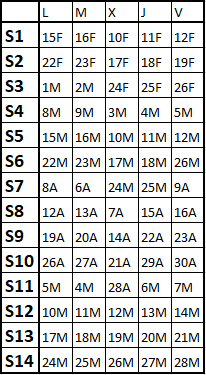 L M X J V
S1 15F 16F 10F 11F 12F
S2 22F 23F 17F 18F 19F
S3 1M 2M 24F 25F 26F
S4 8M 9M 3M 4M 5M
S5 15M 16M 10M 11M 12M
S6 22M 23M 17M 18M 26M
S7 8A 6A 24M 25M 9A
S8 12A 13A 7A 15A 16A
S9 19A 20A 14A 22A 23A
S10 26A 27A 21A 29A 30A
S11 5M 4M 28A 6M 7M
S12 10M 11M 12M 13M 14M
S13 17M 18M 19M 20M 21M
S14 24M 25M 26M 27M 28M